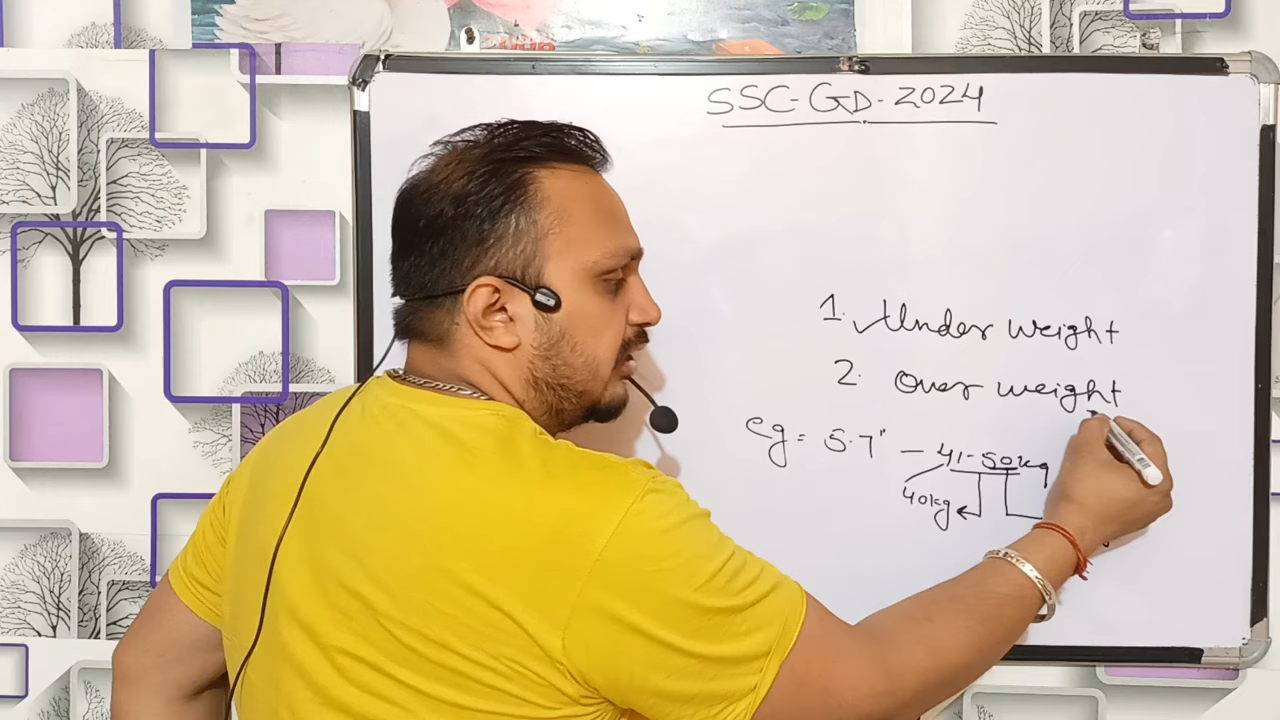 SSC-GD-2024
1. Under weight
2. Over weight
eg = 5.7" - 41-50kg
40kg